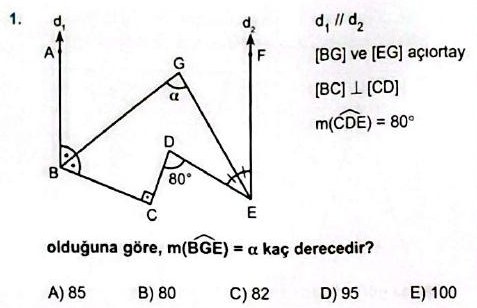 1.
d₁ d₂ d₁ // d₂
A F
G [BG] ve [EG] açıortay
α
[BC] ⊥ [CD]
D m(CDE) = 80°
B 80°
C E
olduğuna göre, m(BGE) = α kaç derecedir?
A) 85 B) 80 C) 82 D) 95 E) 100